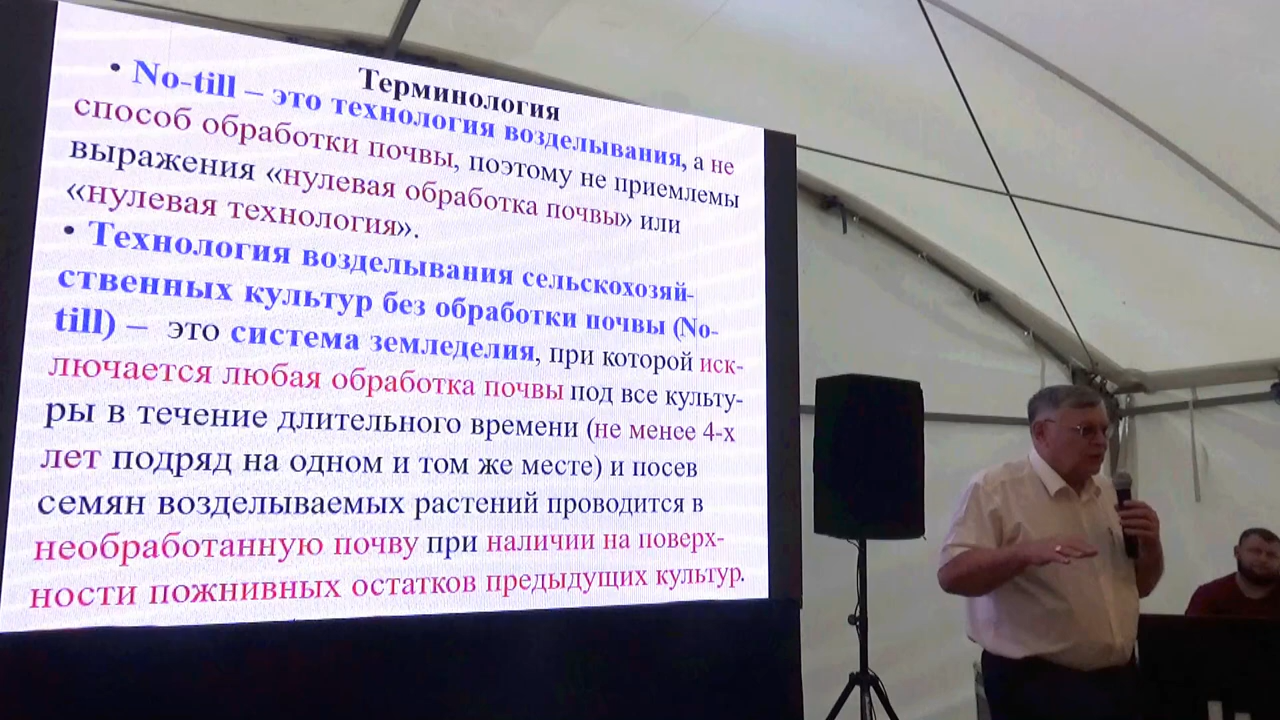 Терминология
• No-till – это технология возделывания, а не
способ обработки почвы, поэтому не приемлемы
выражения «нулевая обработка почвы» или
«нулевая технология».
• Технология возделывания сельскохозяй-
ственных культур без обработки почвы (No-
till) – это система земледелия, при которой иск-
лючается любая обработка почвы под все культу-
ры в течение длительного времени (не менее 4-х
лет подряд на одном и том же месте) и посев
семян возделываемых растений проводится в
необработанную почву при наличии на поверх-
ности пожнивных остатков предыдущих культур.